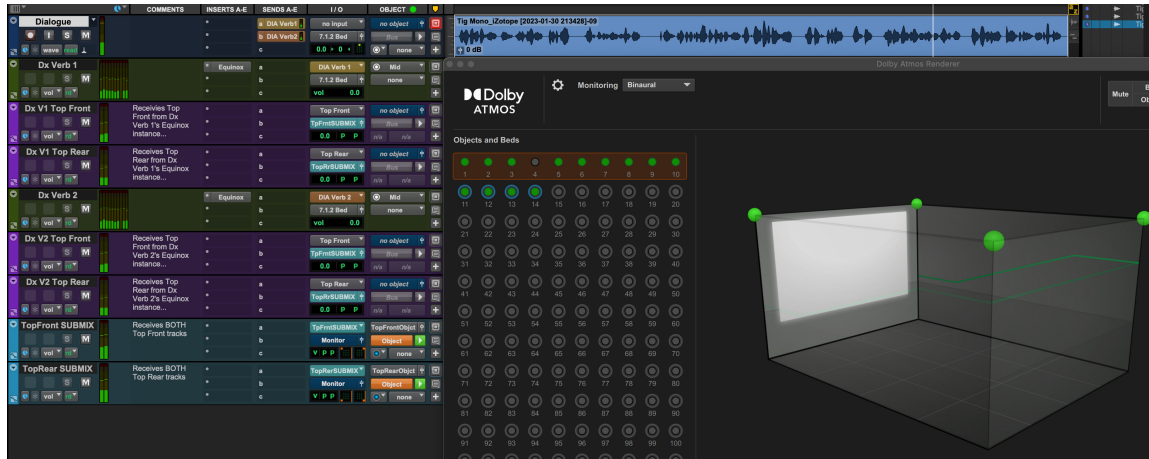 COMMENTS INSERTS A-E SENDS A-E I / O OBJECT
Dialogue
a DIA Verb1 no input no object
I S M
b DIA Verb2 7.1.2 Bed Bus
wave read c 0.0 0 none
Dx Verb 1
Equinox a DIA Verb 1 Mid
S M b 7.1.2 Bed none
vol c vol 0.0
Dx V1 Top Front
Receivies Top
Front from Dx
Verb 1's Equinox
instance...
a Top Front no object
S M b TpFrntSUBMIX Bus
vol c 0.0 P P n/a n/a
Dx V1 Top Rear
Receives Top
Rear from Dx
Verb 1's Equinox
instance...
a Top Rear no object
S M b TopRrSUBMIX Bus
vol c 0.0 P P n/a n/a
Dx Verb 2
Equinox a DIA Verb 2 Mid
S M b 7.1.2 Bed none
vol c vol 0.0
Dx V2 Top Front
Receives Top
Front from Dx
Verb 2's Equinox
instance...
a Top Front no object
S M b TpFrntSUBMIX Bus
vol c 0.0 P P n/a n/a
Dx V2 Top Rear
Receives Top
Rear from Dx
Verb 2's Equinox
instance...
a Top Rear no object
S M b TopRrSUBMIX Bus
vol c 0.0 P P n/a n/a
TopFront SUBMIX
Receives BOTH
Top Front tracks
a TpFrntSUBMIX TopFrontObjct
S M b Monitor Object
vol c V P P none
TopRear SUBMIX
Receives BOTH
Top Rear tracks
a TopRerSUBMIX TopRearObjct
S M b Monitor Object
vol c V P P none
Tig Mono_iZotope [2023-01-30 213428]-09
0 dB
Dolby Atmos Renderer
Dolby
ATMOS
Monitoring Binaural
Mute
Objects and Beds
1 2 3 4 5 6 7 8 9 10
11 12 13 14 15 16 17 18 19 20
21 22 23 24 25 26 27 28 29 30
31 32 33 34 35 36 37 38 39 40
41 42 43 44 45 46 47 48 49 50
51 52 53 54 55 56 57 58 59 60
61 62 63 64 65 66 67 68 69 70
71 72 73 74 75 76 77 78 79 80
81 82 83 84 85 86 87 88 89 90
91 92 93 94 95 96 97 98 99 100